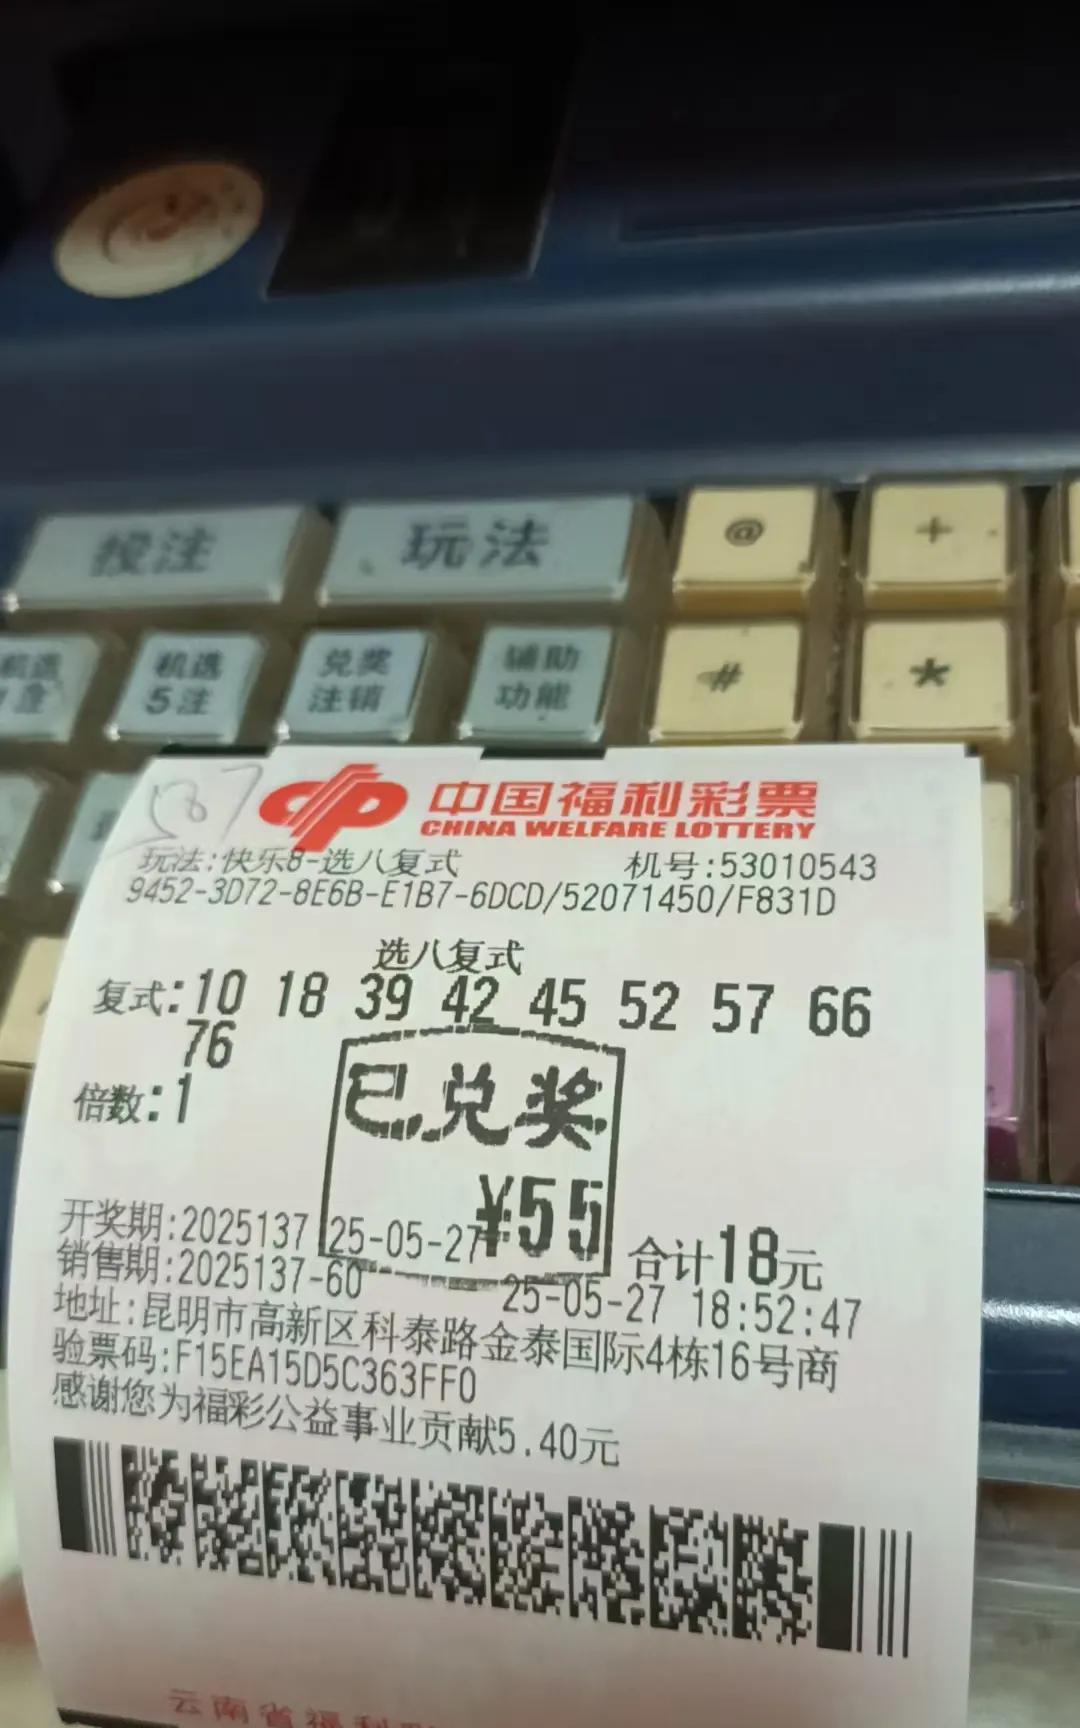 投注 玩法 @ +
机选 5注 兑奖 注销 辅助 功能 # *
中国福利彩票
CHINA WELFARE LOTTERY
玩法:快乐8-选八复式 机号:53010543
9452-3D72-8E6B-E1B7-6DCD/52071450/F831D
选八复式
复式:10 18 39 42 45 52 57 66
76
倍数:1
已兑奖
¥55
开奖期:2025137 25-05-27 合计18元
销售期:2025137-60 25-05-27 18:52:47
地址:昆明市高新区科泰路金泰国际4栋16号商
验票码:F15EA15D5C363FF0
感谢您为福彩公益事业贡献5.40元
云南省福利